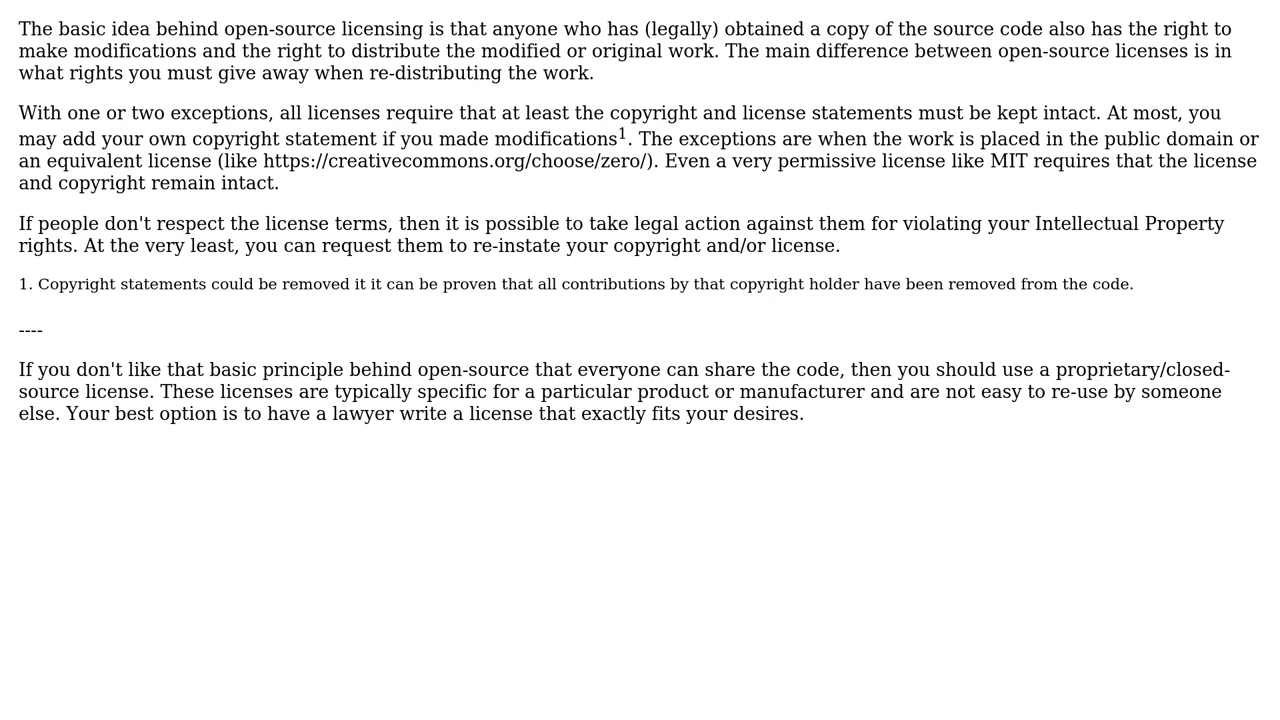 The basic idea behind open-source licensing is that anyone who has (legally) obtained a copy of the source code also has the right to
make modifications and the right to distribute the modified or original work. The main difference between open-source licenses is in
what rights you must give away when re-distributing the work.
With one or two exceptions, all licenses require that at least the copyright and license statements must be kept intact. At most, you
may add your own copyright statement if you made modifications1. The exceptions are when the work is placed in the public domain or
an equivalent license (like https://creativecommons.org/choose/zero/). Even a very permissive license like MIT requires that the license
and copyright remain intact.
If people don't respect the license terms, then it is possible to take legal action against them for violating your Intellectual Property
rights. At the very least, you can request them to re-instate your copyright and/or license.
1. Copyright statements could be removed it it can be proven that all contributions by that copyright holder have been removed from the code.
----
If you don't like that basic principle behind open-source that everyone can share the code, then you should use a proprietary/closed-
source license. These licenses are typically specific for a particular product or manufacturer and are not easy to re-use by someone
else. Your best option is to have a lawyer write a license that exactly fits your desires.